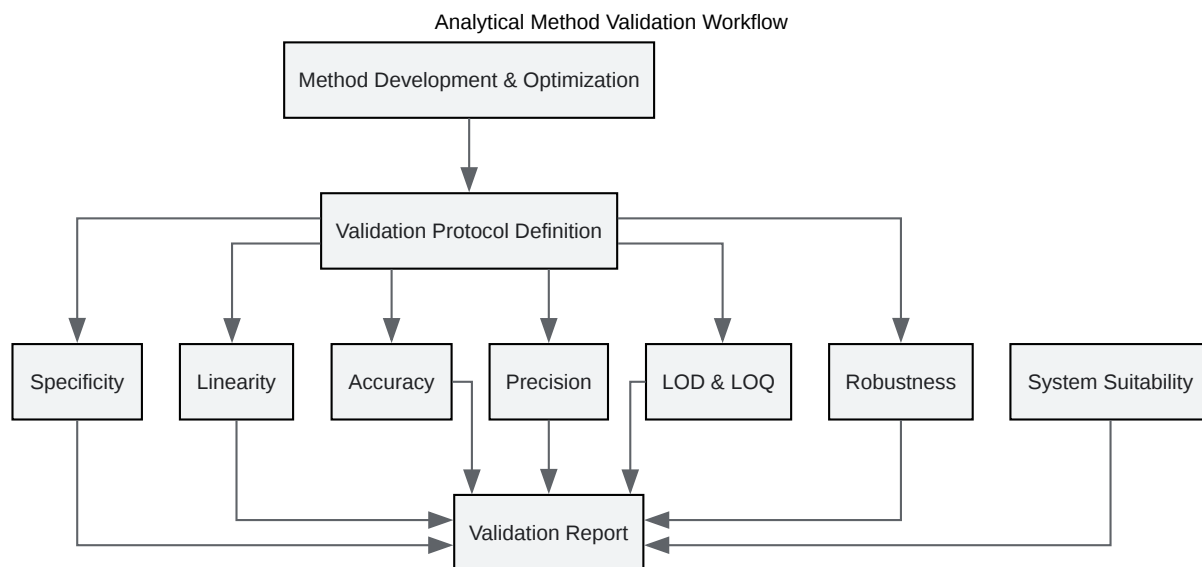 Analytical Method Validation Workflow
Method Development & Optimization
Validation Protocol Definition
Specificity
Linearity
Accuracy
Precision
LOD & LOQ
Robustness
System Suitability
Validation Report